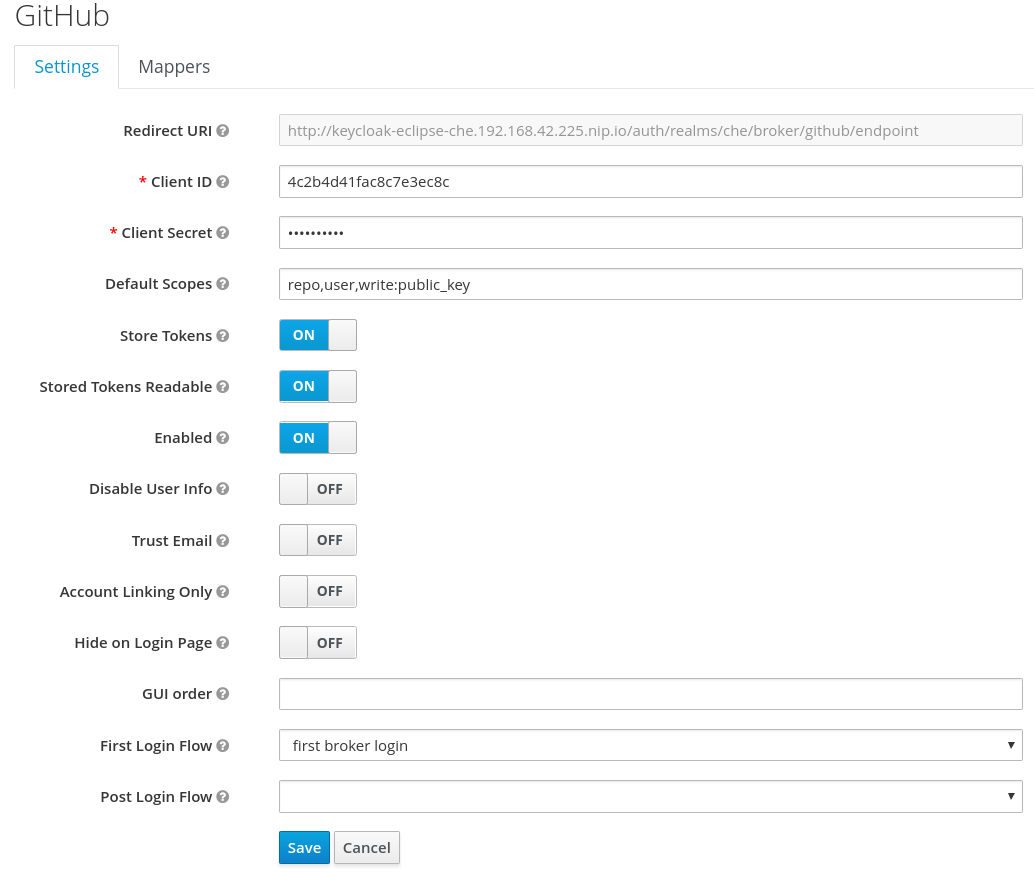 GitHub
Settings Mappers
Redirect URI http://keycloak-eclipse-che.192.168.42.225.nip.io/auth/realms/che/broker/github/endpoint
* Client ID 4c2b4d41fac8c7e3ec8c
* Client Secret ••••••••••
Default Scopes repo,user,write:public_key
Store Tokens ON
Stored Tokens Readable ON
Enabled ON
Disable User Info OFF
Trust Email OFF
Account Linking Only OFF
Hide on Login Page OFF
GUI order
First Login Flow first broker login
Post Login Flow
Save Cancel